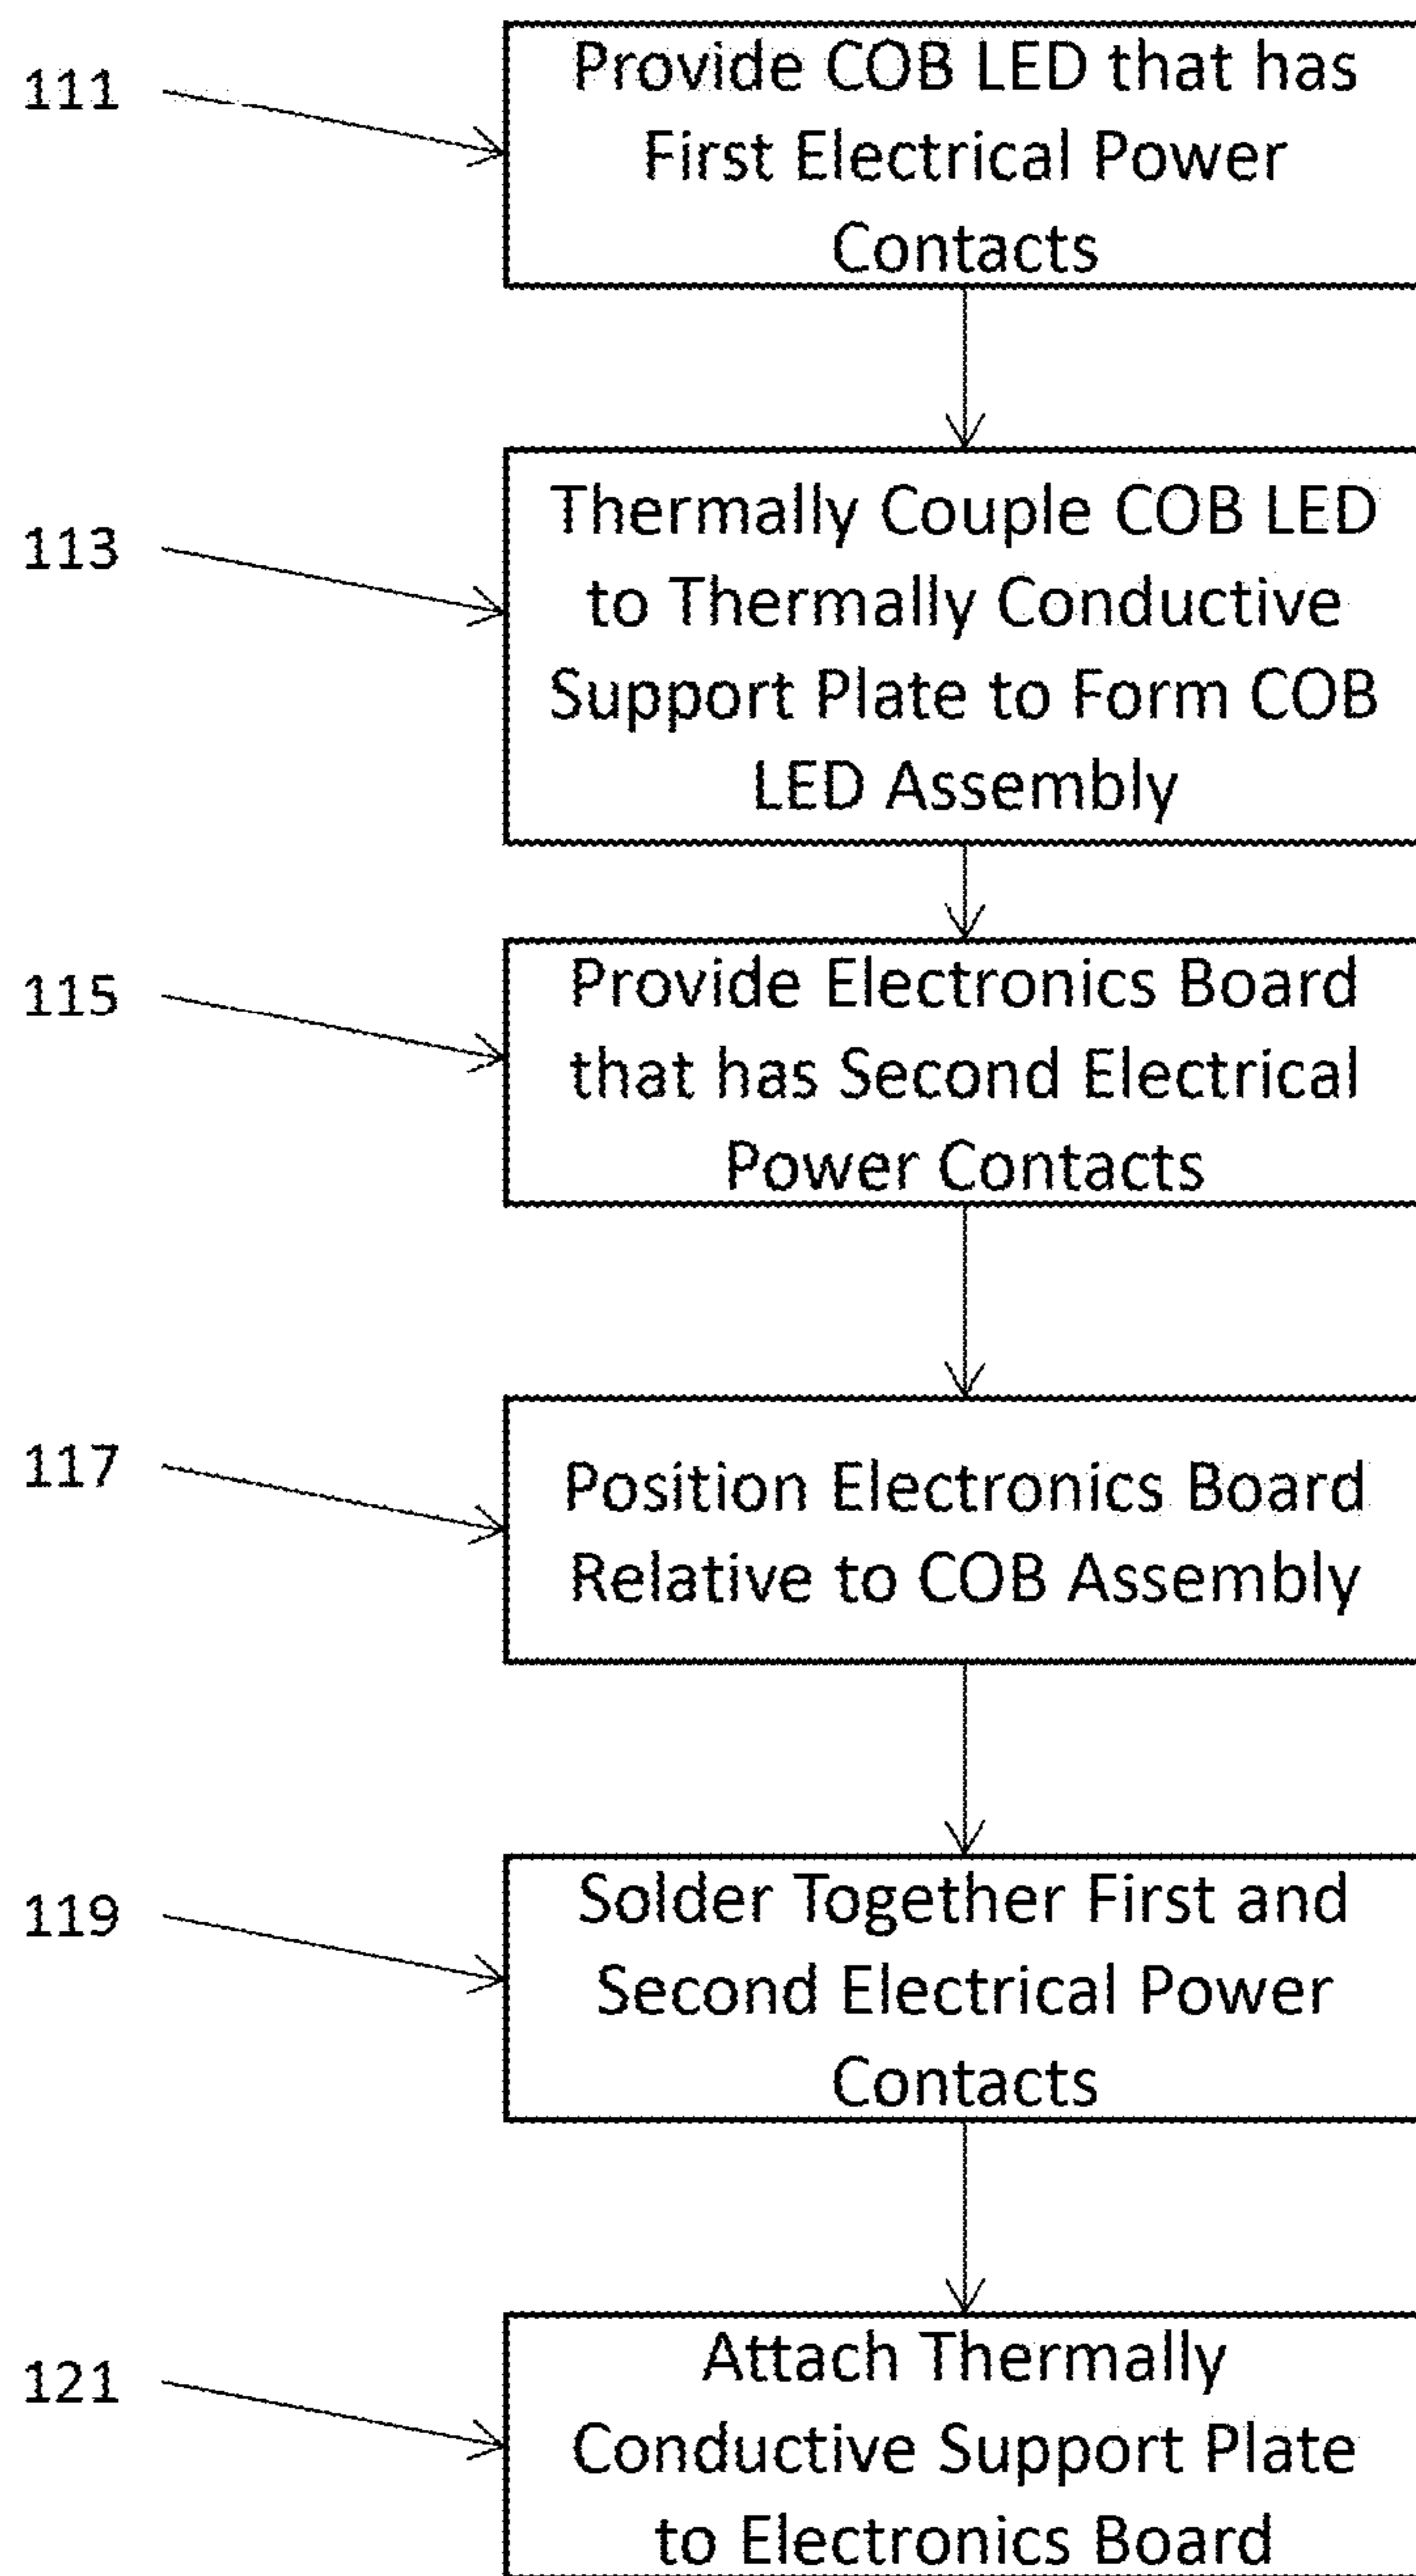 111
Provide COB LED that has
First Electrical Power
Contacts
113
Thermally Couple COB LED
to Thermally Conductive
Support Plate to Form COB
LED Assembly
115
Provide Electronics Board
that has Second Electrical
Power Contacts
117
Position Electronics Board
Relative to COB Assembly
119
Solder Together First and
Second Electrical Power
Contacts
121
Attach Thermally
Conductive Support Plate
to Electronics Board